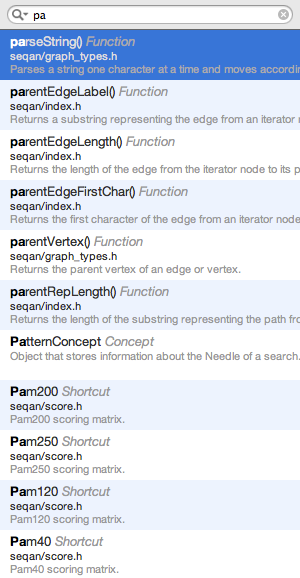 pa
parseString() Function
seqan/graph_types.h
Parses a string one character at a time and moves accordin
parentEdgeLabel() Function
seqan/index.h
Returns a substring representing the edge from an iterator
parentEdgeLength() Function
seqan/index.h
Returns the length of the edge from the iterator node to its p
parentEdgeFirstChar() Function
seqan/index.h
Returns the first character of the edge from an iterator node
parentVertex() Function
seqan/graph_types.h
Returns the parent vertex of an edge or vertex.
parentRepLength() Function
seqan/index.h
Returns the length of the substring representing the path fro
PatternConcept Concept
Object that stores information about the Needle of a search.
Pam200 Shortcut
seqan/score.h
Pam200 scoring matrix.
Pam250 Shortcut
seqan/score.h
Pam250 scoring matrix.
Pam120 Shortcut
seqan/score.h
Pam120 scoring matrix.
Pam40 Shortcut
seqan/score.h
Pam40 scoring matrix.